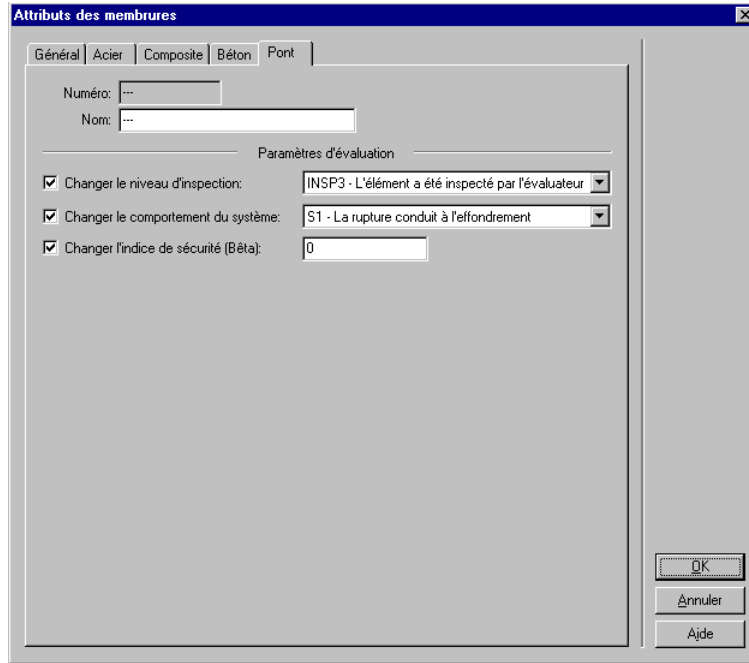 Attributs des membrures
Général Acier Composite Béton Pont
Numéro: ---
Nom: ---
Paramètres d'évaluation
Changer le niveau d'inspection: INSP3 - L'élément a été inspecté par l'évaluateur
Changer le comportement du système: S1 - La rupture conduit à l'effondrement
Changer l'indice de sécurité (Bêta): 0
OK
Annuler
Aide